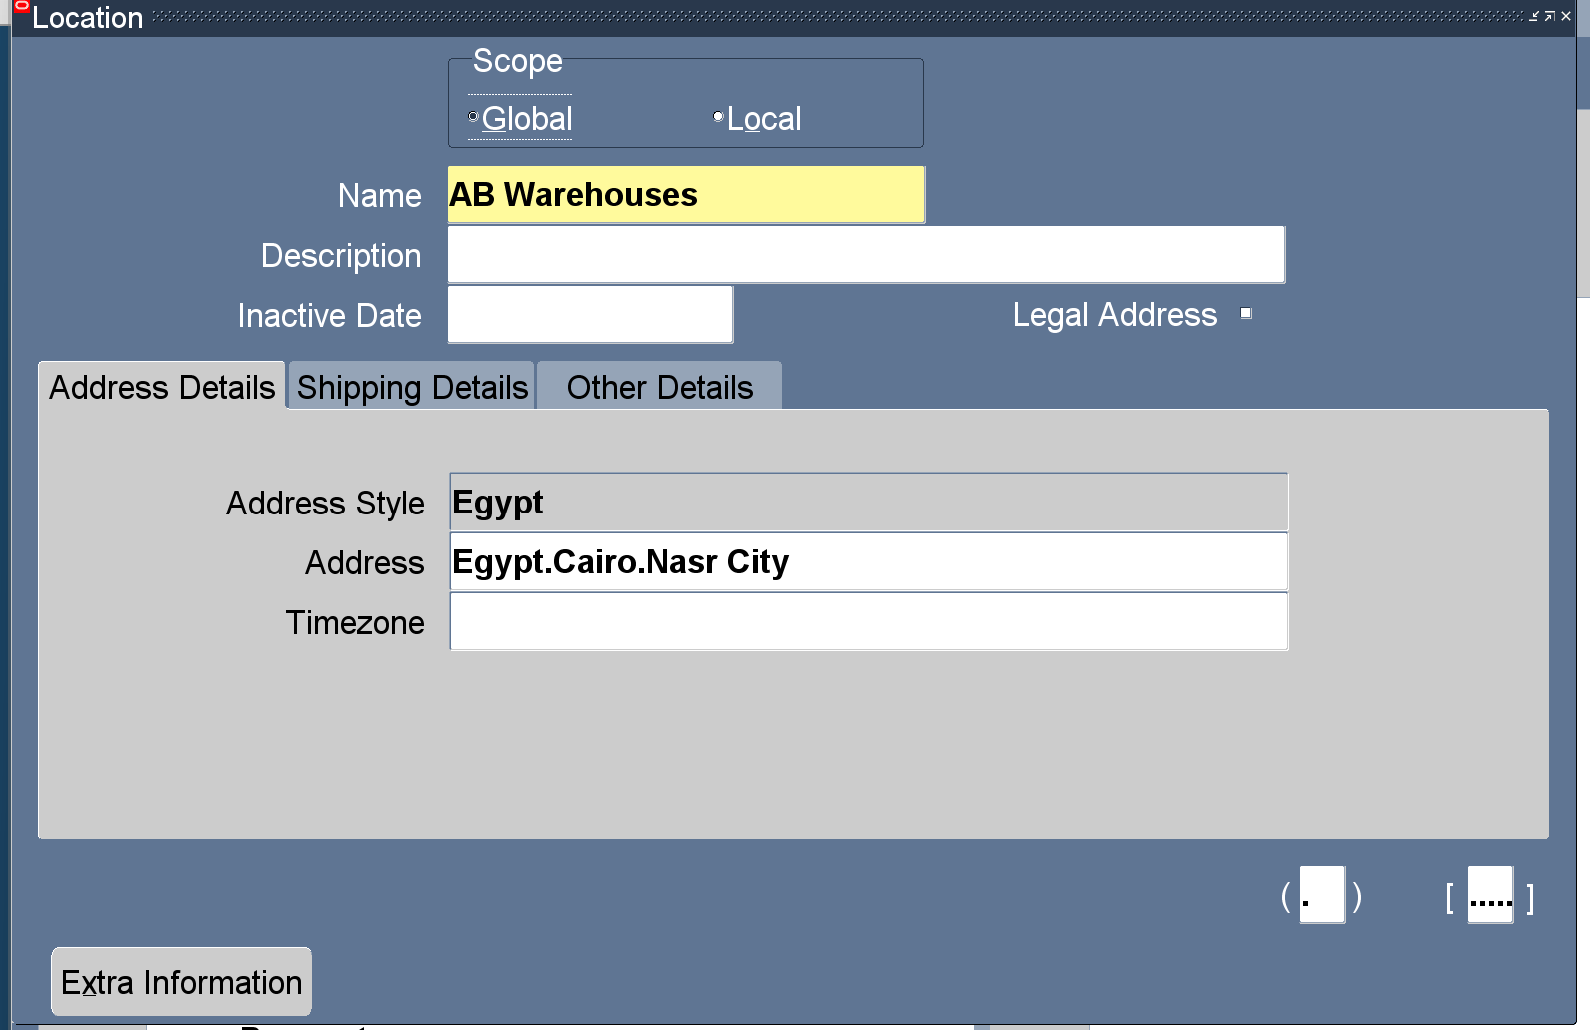 Location
Scope
Global Local
Name AB Warehouses
Description
Inactive Date Legal Address
Address Details Shipping Details Other Details
Address Style Egypt
Address Egypt.Cairo.Nasr City
Timezone
( . ) [ ..... ]
Extra Information